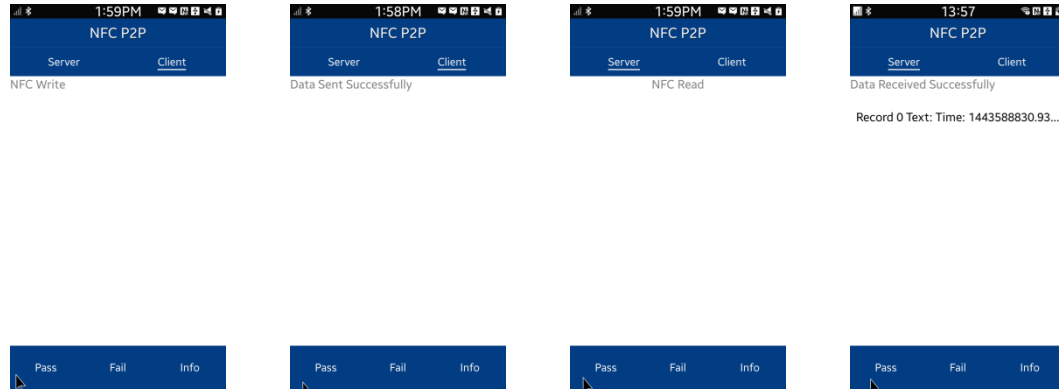 1:59PM
NFC P2P
Server Client
NFC Write
Pass Fail Info
1:58PM
NFC P2P
Server Client
Data Sent Successfully
Pass Fail Info
1:59PM
NFC P2P
Server Client
NFC Read
Pass Fail Info
13:57
NFC P2P
Server Client
Data Received Successfully
Record 0 Text: Time: 1443588830.93...
Pass Fail Info